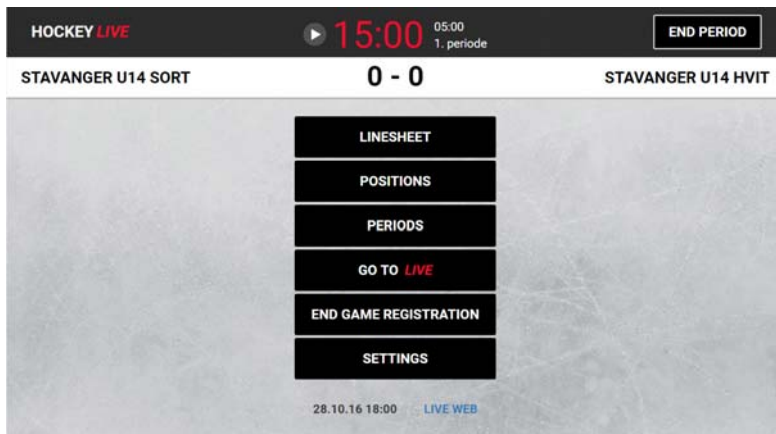 HOCKEY LIVE
15:00
05:00
1. periode
END PERIOD
STAVANGER U14 SORT
0 - 0
STAVANGER U14 HVIT
LINESHEET
POSITIONS
PERIODS
GO TO LIVE
END GAME REGISTRATION
SETTINGS
28.10.16 18:00 LIVE WEB